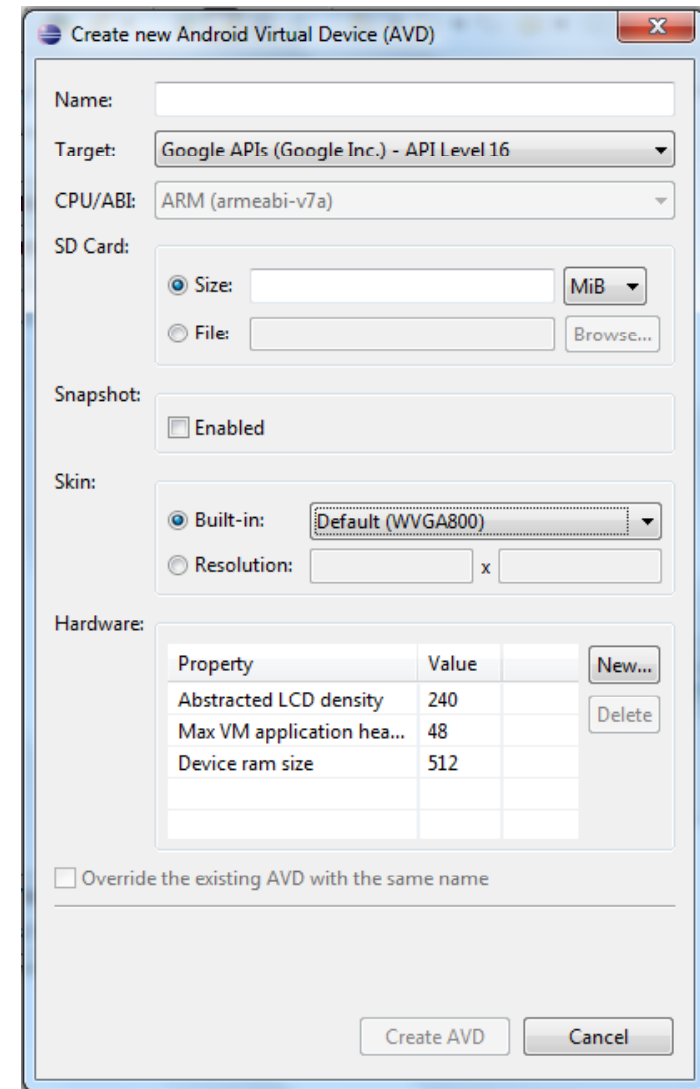 Create new Android Virtual Device (AVD)
Name:
Target: Google APIs (Google Inc.) - API Level 16
CPU/ABI: ARM (armeabi-v7a)
SD Card:
Size: MiB
File: Browse...
Snapshot:
Enabled
Skin:
Built-in: Default (WVGA800)
Resolution: x
Hardware:
Property Value New...
Abstracted LCD density 240
Delete
Max VM application hea... 48
Device ram size 512
Override the existing AVD with the same name
Create AVD Cancel